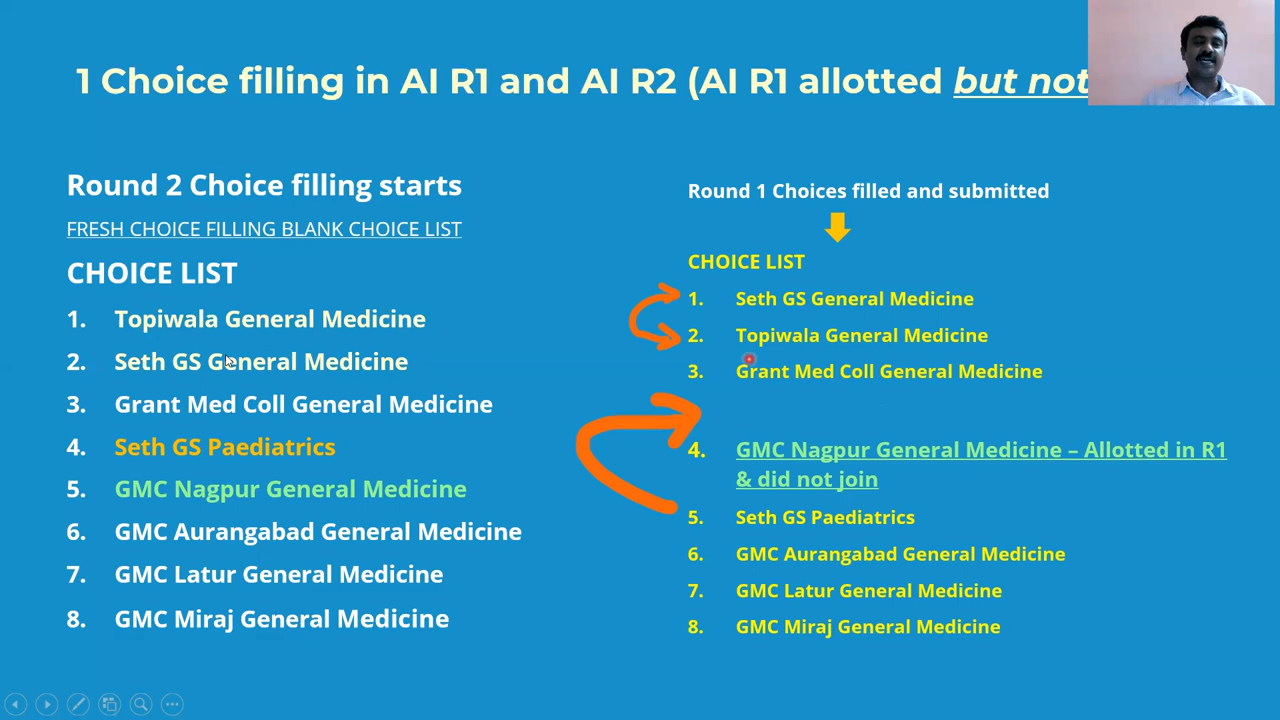 1 Choice filling in AI R1 and AI R2 (AI R1 allotted but not
Round 2 Choice filling starts
FRESH CHOICE FILLING BLANK CHOICE LIST
CHOICE LIST
1. Topiwala General Medicine
2. Seth GS General Medicine
3. Grant Med Coll General Medicine
4. Seth GS Paediatrics
5. GMC Nagpur General Medicine
6. GMC Aurangabad General Medicine
7. GMC Latur General Medicine
8. GMC Miraj General Medicine
Round 1 Choices filled and submitted
CHOICE LIST
1. Seth GS General Medicine
2. Topiwala General Medicine
3. Grant Med Coll General Medicine
4. GMC Nagpur General Medicine – Allotted in R1
& did not join
5. Seth GS Paediatrics
6. GMC Aurangabad General Medicine
7. GMC Latur General Medicine
8. GMC Miraj General Medicine